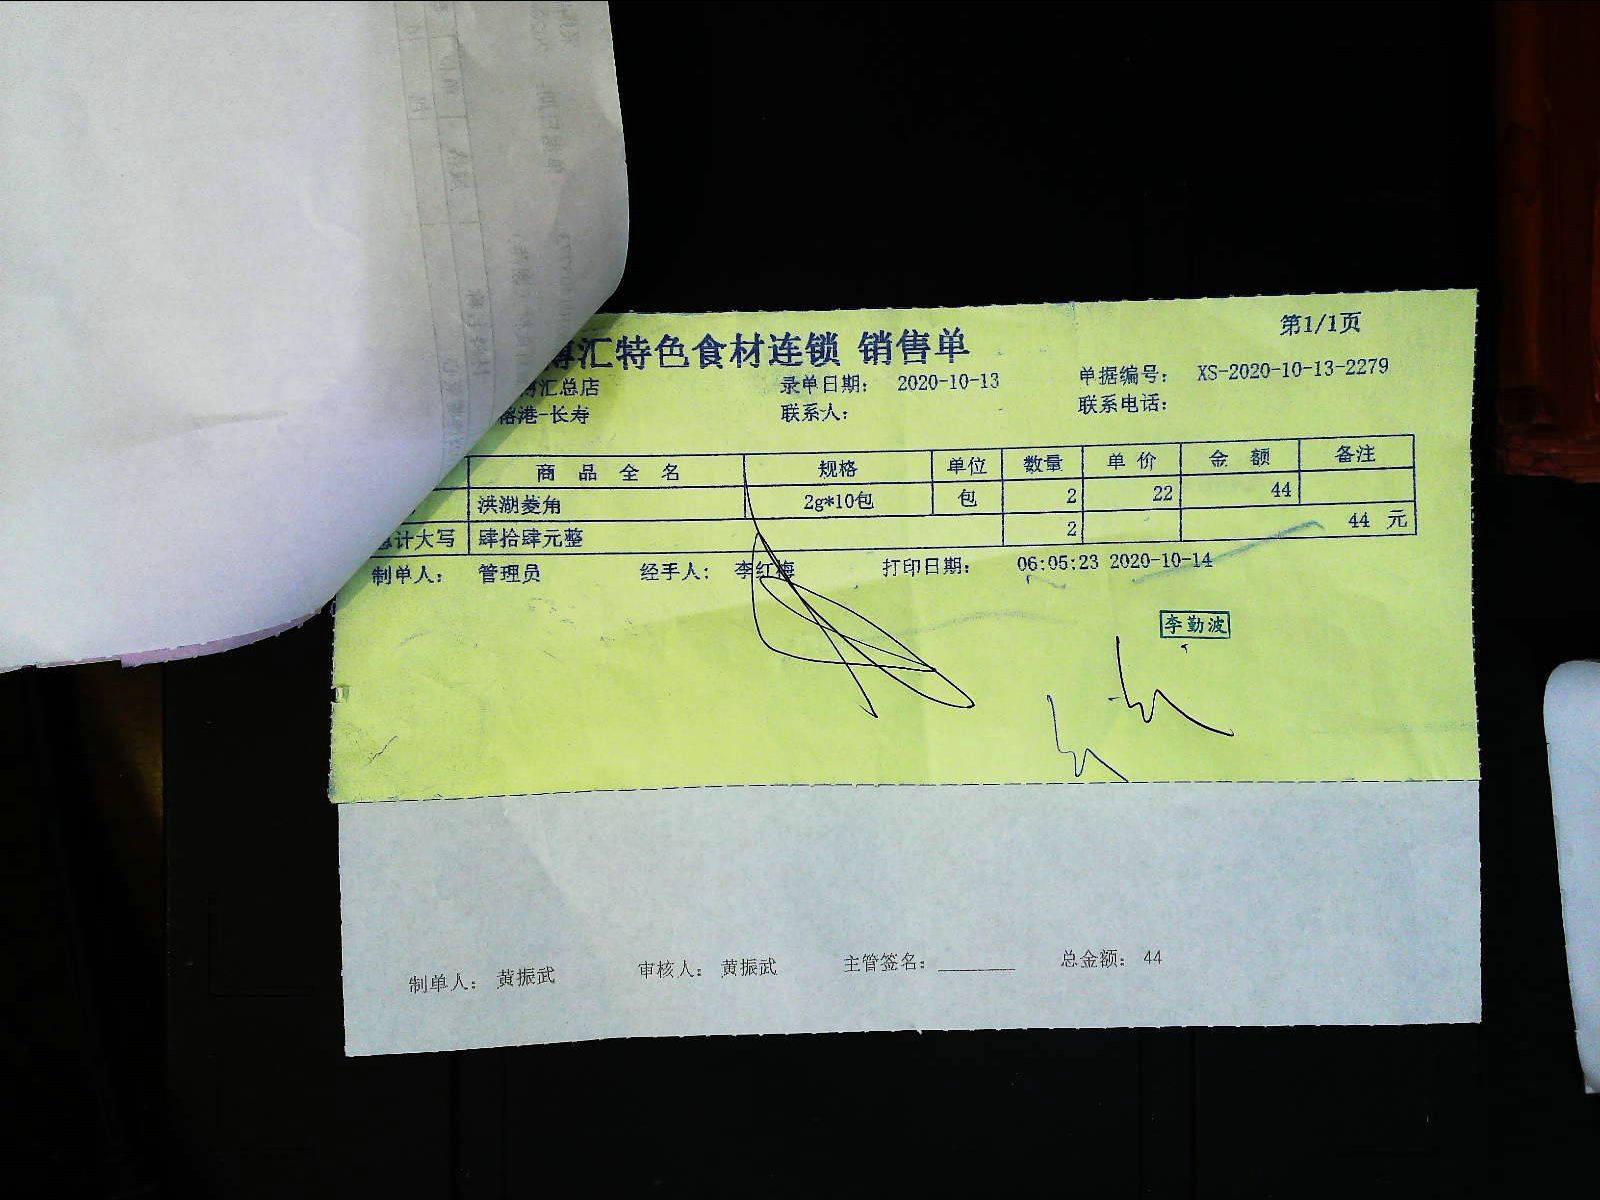 第1/1页
汇特色食材连锁 销售单
汇总店 录单日期: 2020-10-13 单据编号: XS-2020-10-13-2279
港-长寿 联系人: 联系电话:
商品全名 规格 单位 数量 单价 金额 备注
洪湖菱角 2g*10包 包 2 22 44
计大写 肆拾肆元整 2 44 元
制单人: 管理员 经手人: 李红梅 打印日期: 06:05:23 2020-10-14
李勤波
制单人: 黄振武 审核人: 黄振武 主管签名: 总金额: 44